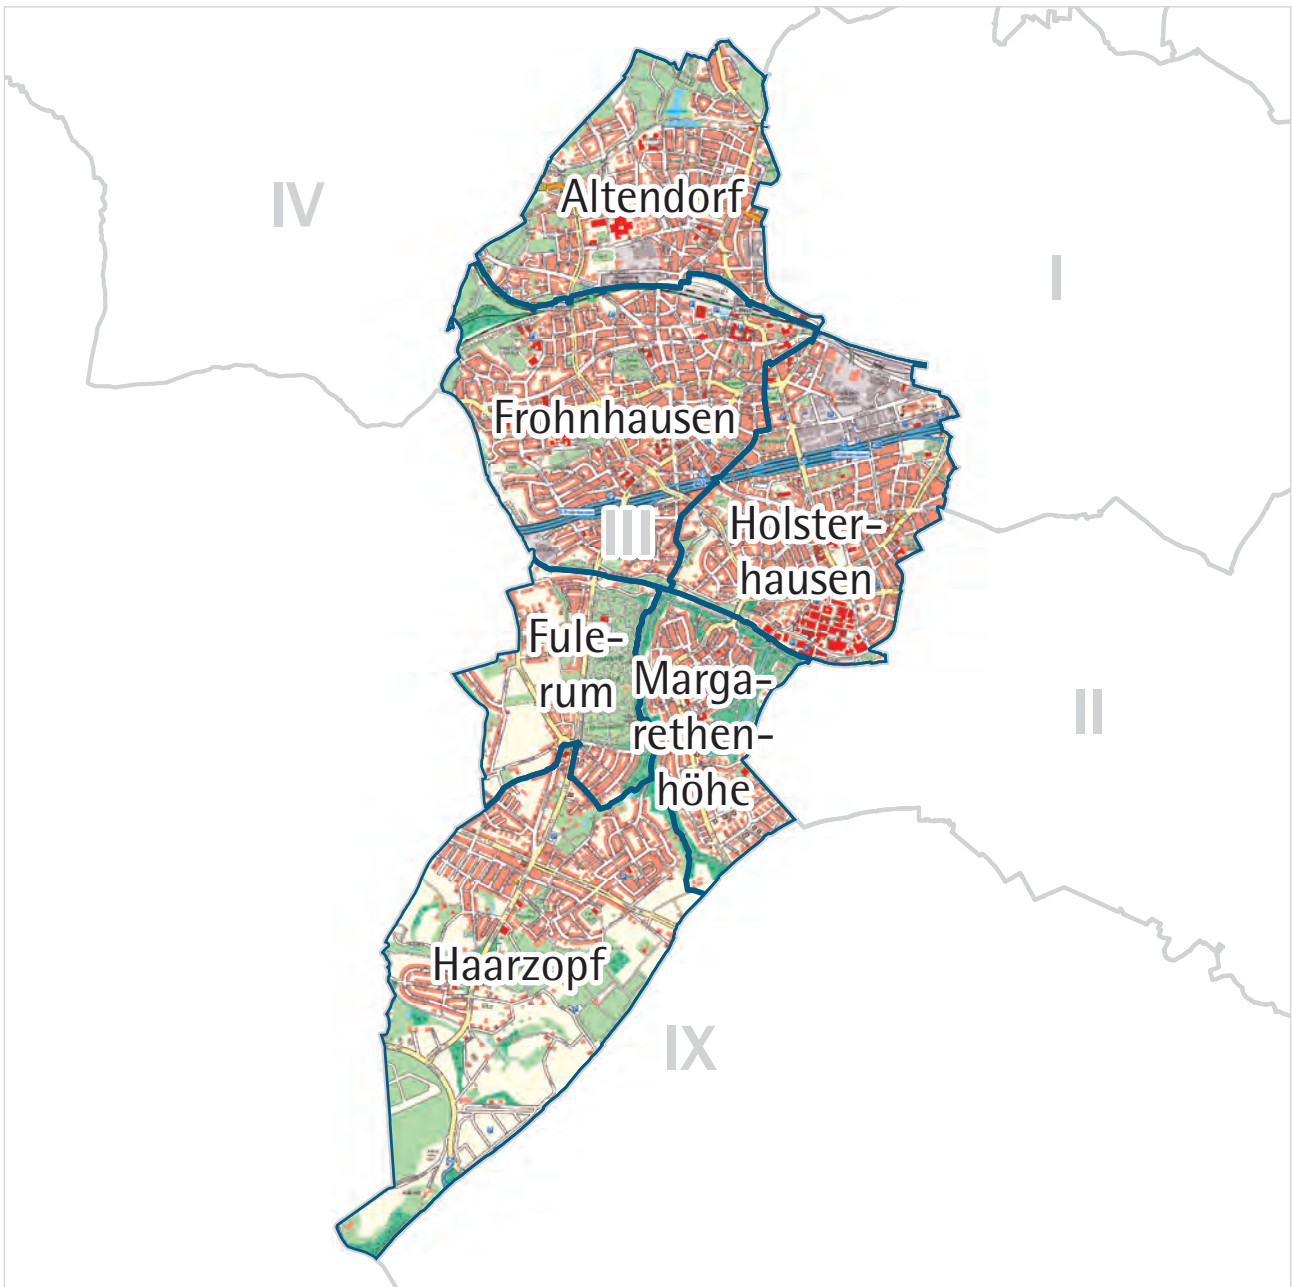 IV
Altendorf
I
Frohnhausen
III
Holster-
hausen
Fule-
rum
Marga-
rethen-
höhe
II
Haarzopf
IX